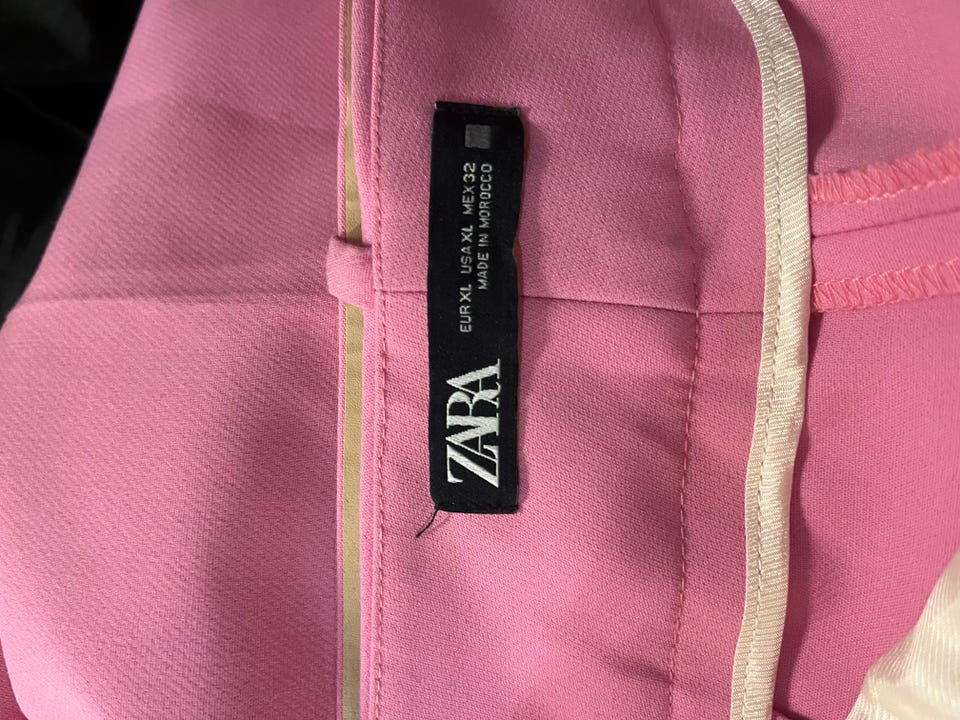 ZARA
EUR XL USA XL MEX 32
MADE IN MOROCCO